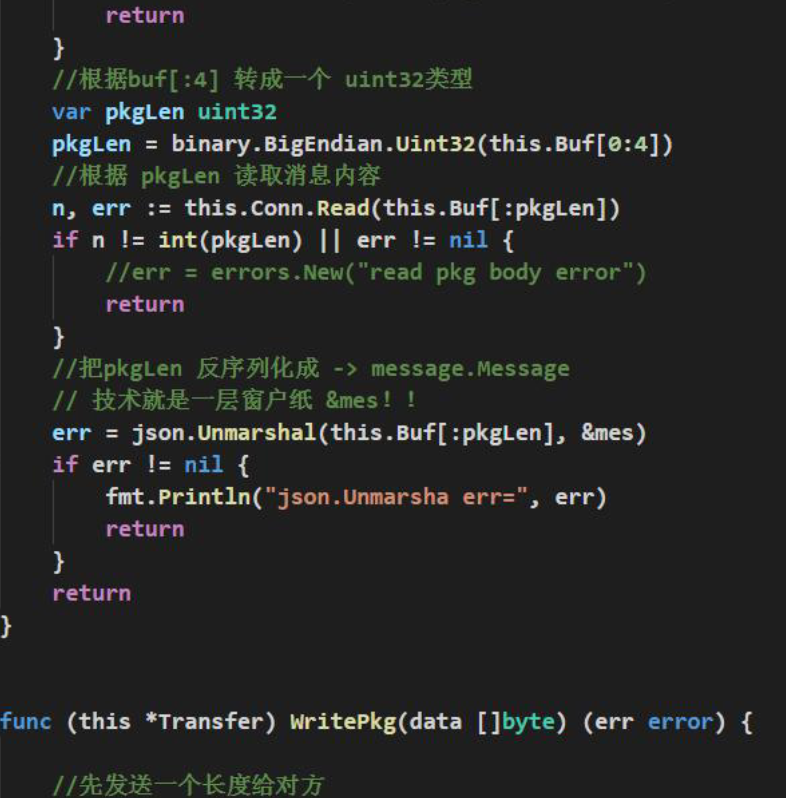 return
}
//根据buf[:4] 转成一个 uint32类型
var pkgLen uint32
pkgLen = binary.BigEndian.Uint32(this.Buf[0:4])
//根据 pkgLen 读取消息内容
n, err := this.Conn.Read(this.Buf[:pkgLen])
if n != int(pkgLen) || err != nil {
//err = errors.New("read pkg body error")
return
}
//把pkgLen 反序列化成 -> message.Message
// 技术就是一层窗户纸 &mes！！
err = json.Unmarshal(this.Buf[:pkgLen], &mes)
if err != nil {
fmt.Println("json.Unmarsha err=", err)
return
}
return
}
func (this *Transfer) WritePkg(data []byte) (err error) {
//先发送一个长度给对方